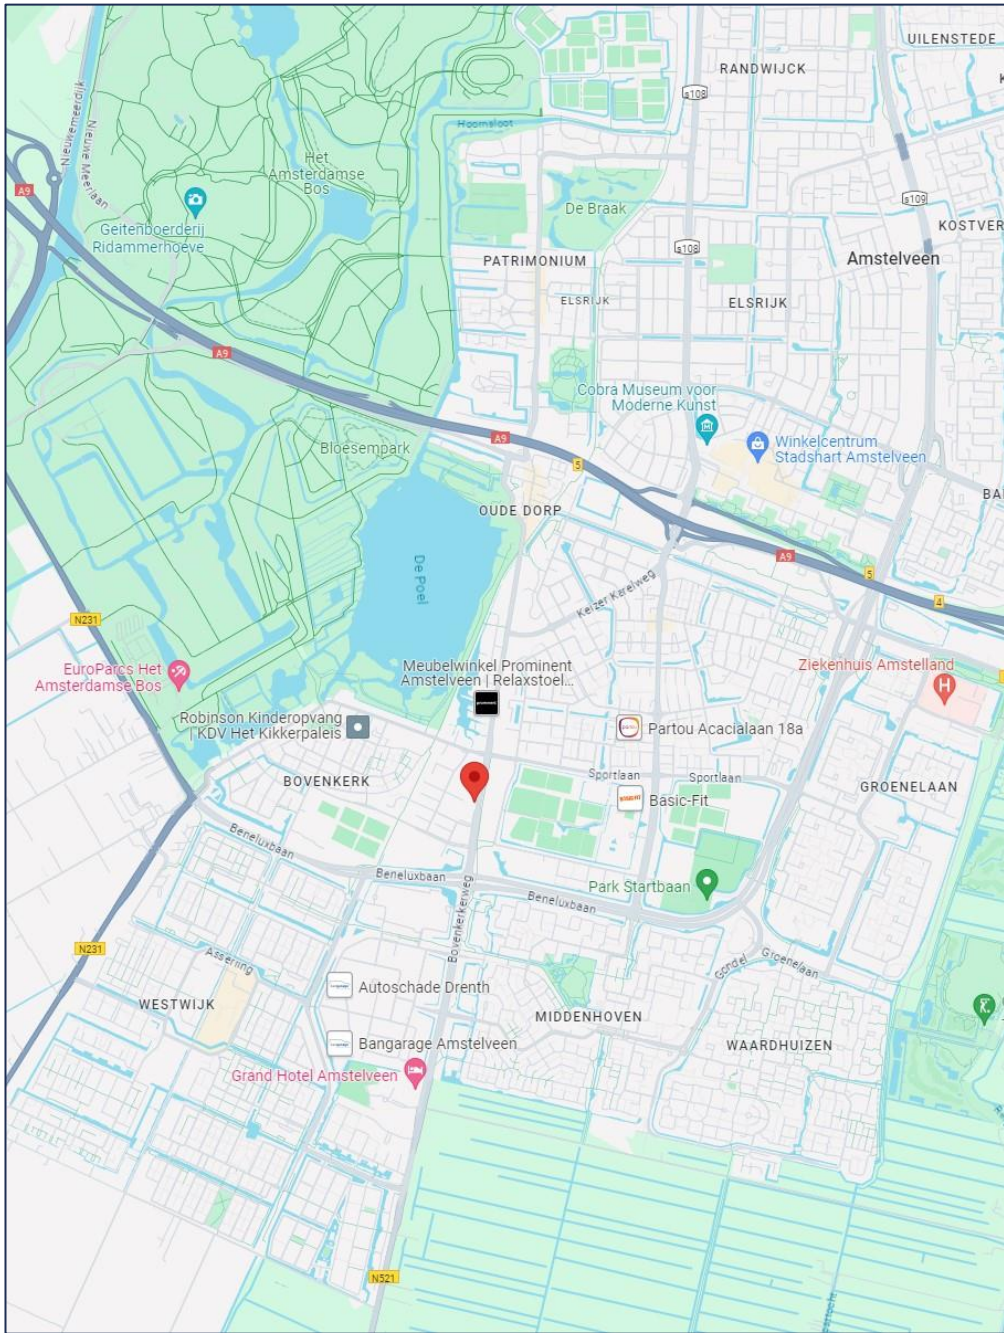 UILENSTEDE
RANDWIJCK
s108
Nieuwemeerdijk
Nieuwe Meerlaan
Hoornsloot
Het
Amsterdamse
Bos
A9
s109
De Braak
Geitenboerderij
Ridammerhoeve
KOSTVER
s108
PATRIMONIUM
Amstelveen
ELSRIJK
ELSRIJK
A9
Cobra Museum voor
Moderne Kunst
A9
Winkelcentrum
Stadshart Amstelveen
Bloesempark
5
BA
OUDE DORP
A9
De Poel
5
Keizer Karelweg
4
N231
EuroParcs Het
Amsterdamse Bos
Meubelwinkel Prominent
Amstelveen | Relaxstoel...
Ziekenhuis Amstelland
H
Robinson Kinderopvang
| KDV Het Kikkerpaleis
Partou Acacialaan 18a
Sportlaan
Sportlaan
BOVENKERK
GROENELAAN
Basic-Fit
Beneluxbaan
Beneluxbaan
Park Startbaan
Beneluxbaan
Bovenkerkerweg
N231
Assering
Gondel
Groenelaan
Autoschade Drenth
WESTWIJK
MIDDENHOVEN
WAARDHUIZEN
Bangarage Amstelveen
Grand Hotel Amstelveen
N521